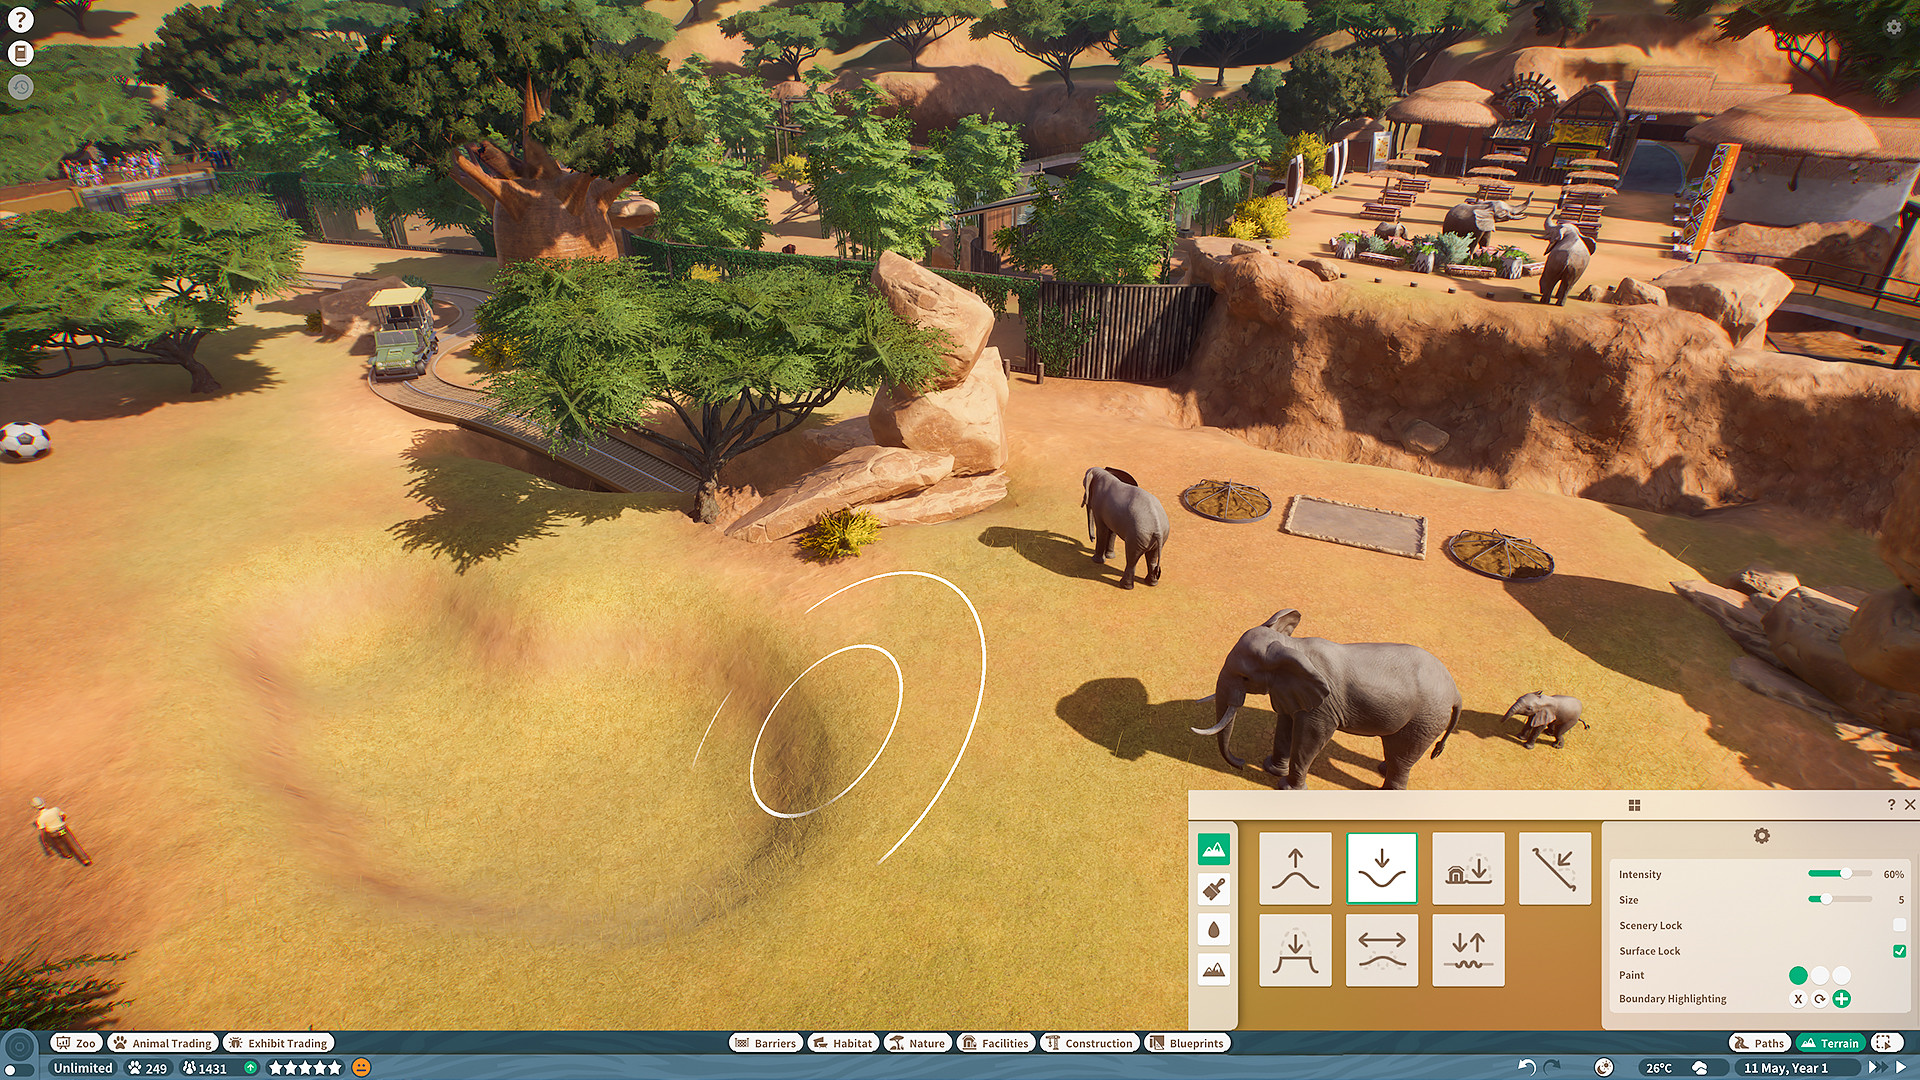 ?
? X
Intensity 60%
Size 5
Scenery Lock
Surface Lock
Paint
Boundary Highlighting X
Zoo Animal Trading Exhibit Trading Barriers Habitat Nature Facilities Construction Blueprints Paths Terrain
Unlimited 249 1431 26°C 11 May, Year 1